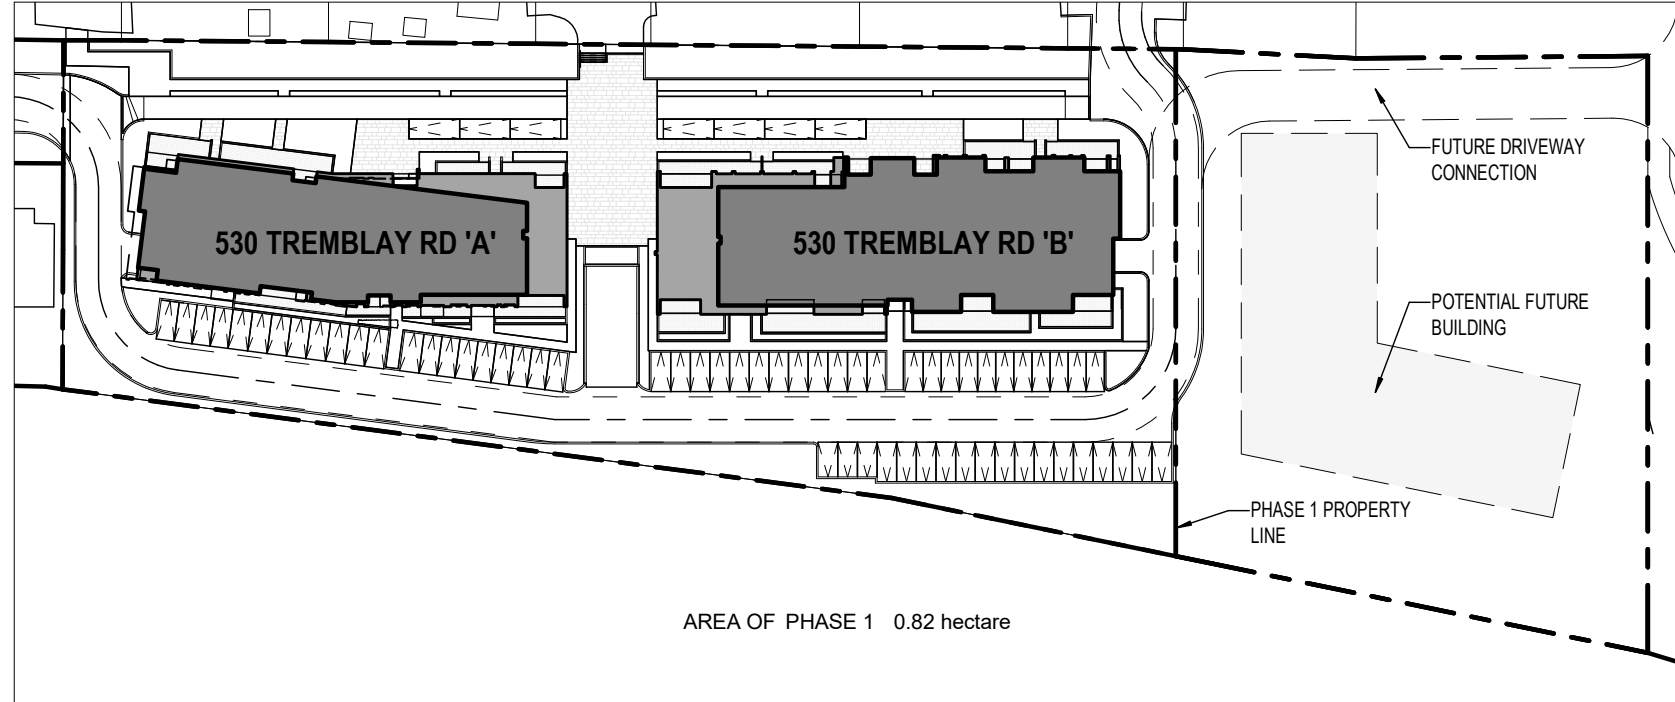 FUTURE DRIVEWAY
CONNECTION
530 TREMBLAY RD 'A'
530 TREMBLAY RD 'B'
POTENTIAL FUTURE
BUILDING
PHASE 1 PROPERTY
LINE
AREA OF PHASE 1 0.82 hectare